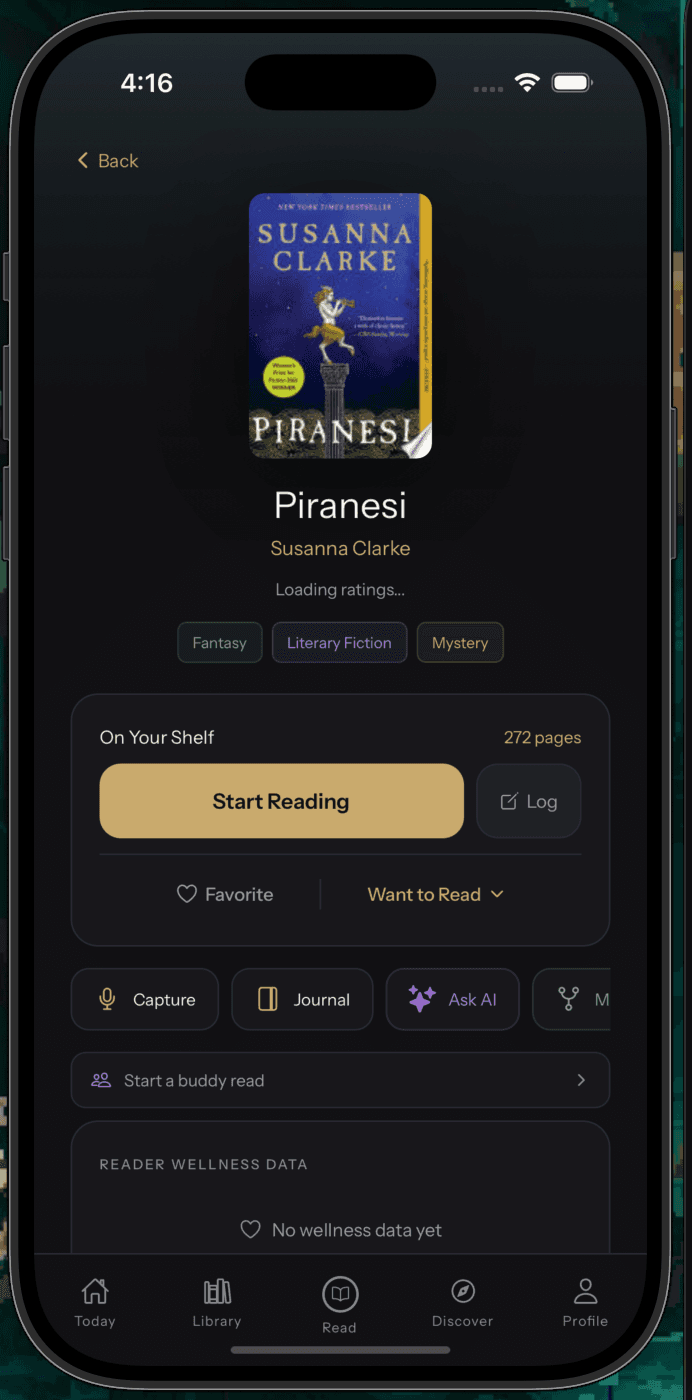 4:16
Back
NEW YORK TIMES BESTSELLER
SUSANNA
CLARKE
PIRANESI
Piranesi
Susanna Clarke
Loading ratings...
Fantasy
Literary Fiction
Mystery
On Your Shelf
272 pages
Start Reading
Log
Favorite
Want to Read
Capture
Journal
Ask AI
M
Start a buddy read
READER WELLNESS DATA
No wellness data yet
Today
Library
Read
Discover
Profile